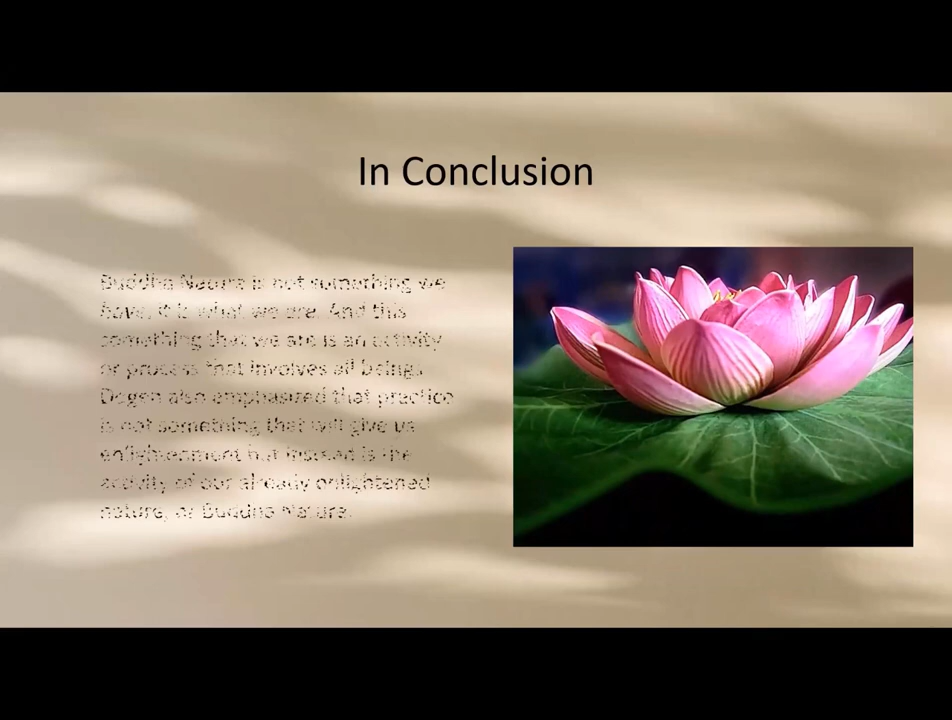 In Conclusion
Buddha Nature is not something we
have, it is what we are. And this
something that we are is an activity
or process that involves all beings.
Dogen also emphasized that practice
is not something that will give us
enlightenment but instead is the
activity of our already enlightened
nature, or Buddha Nature.